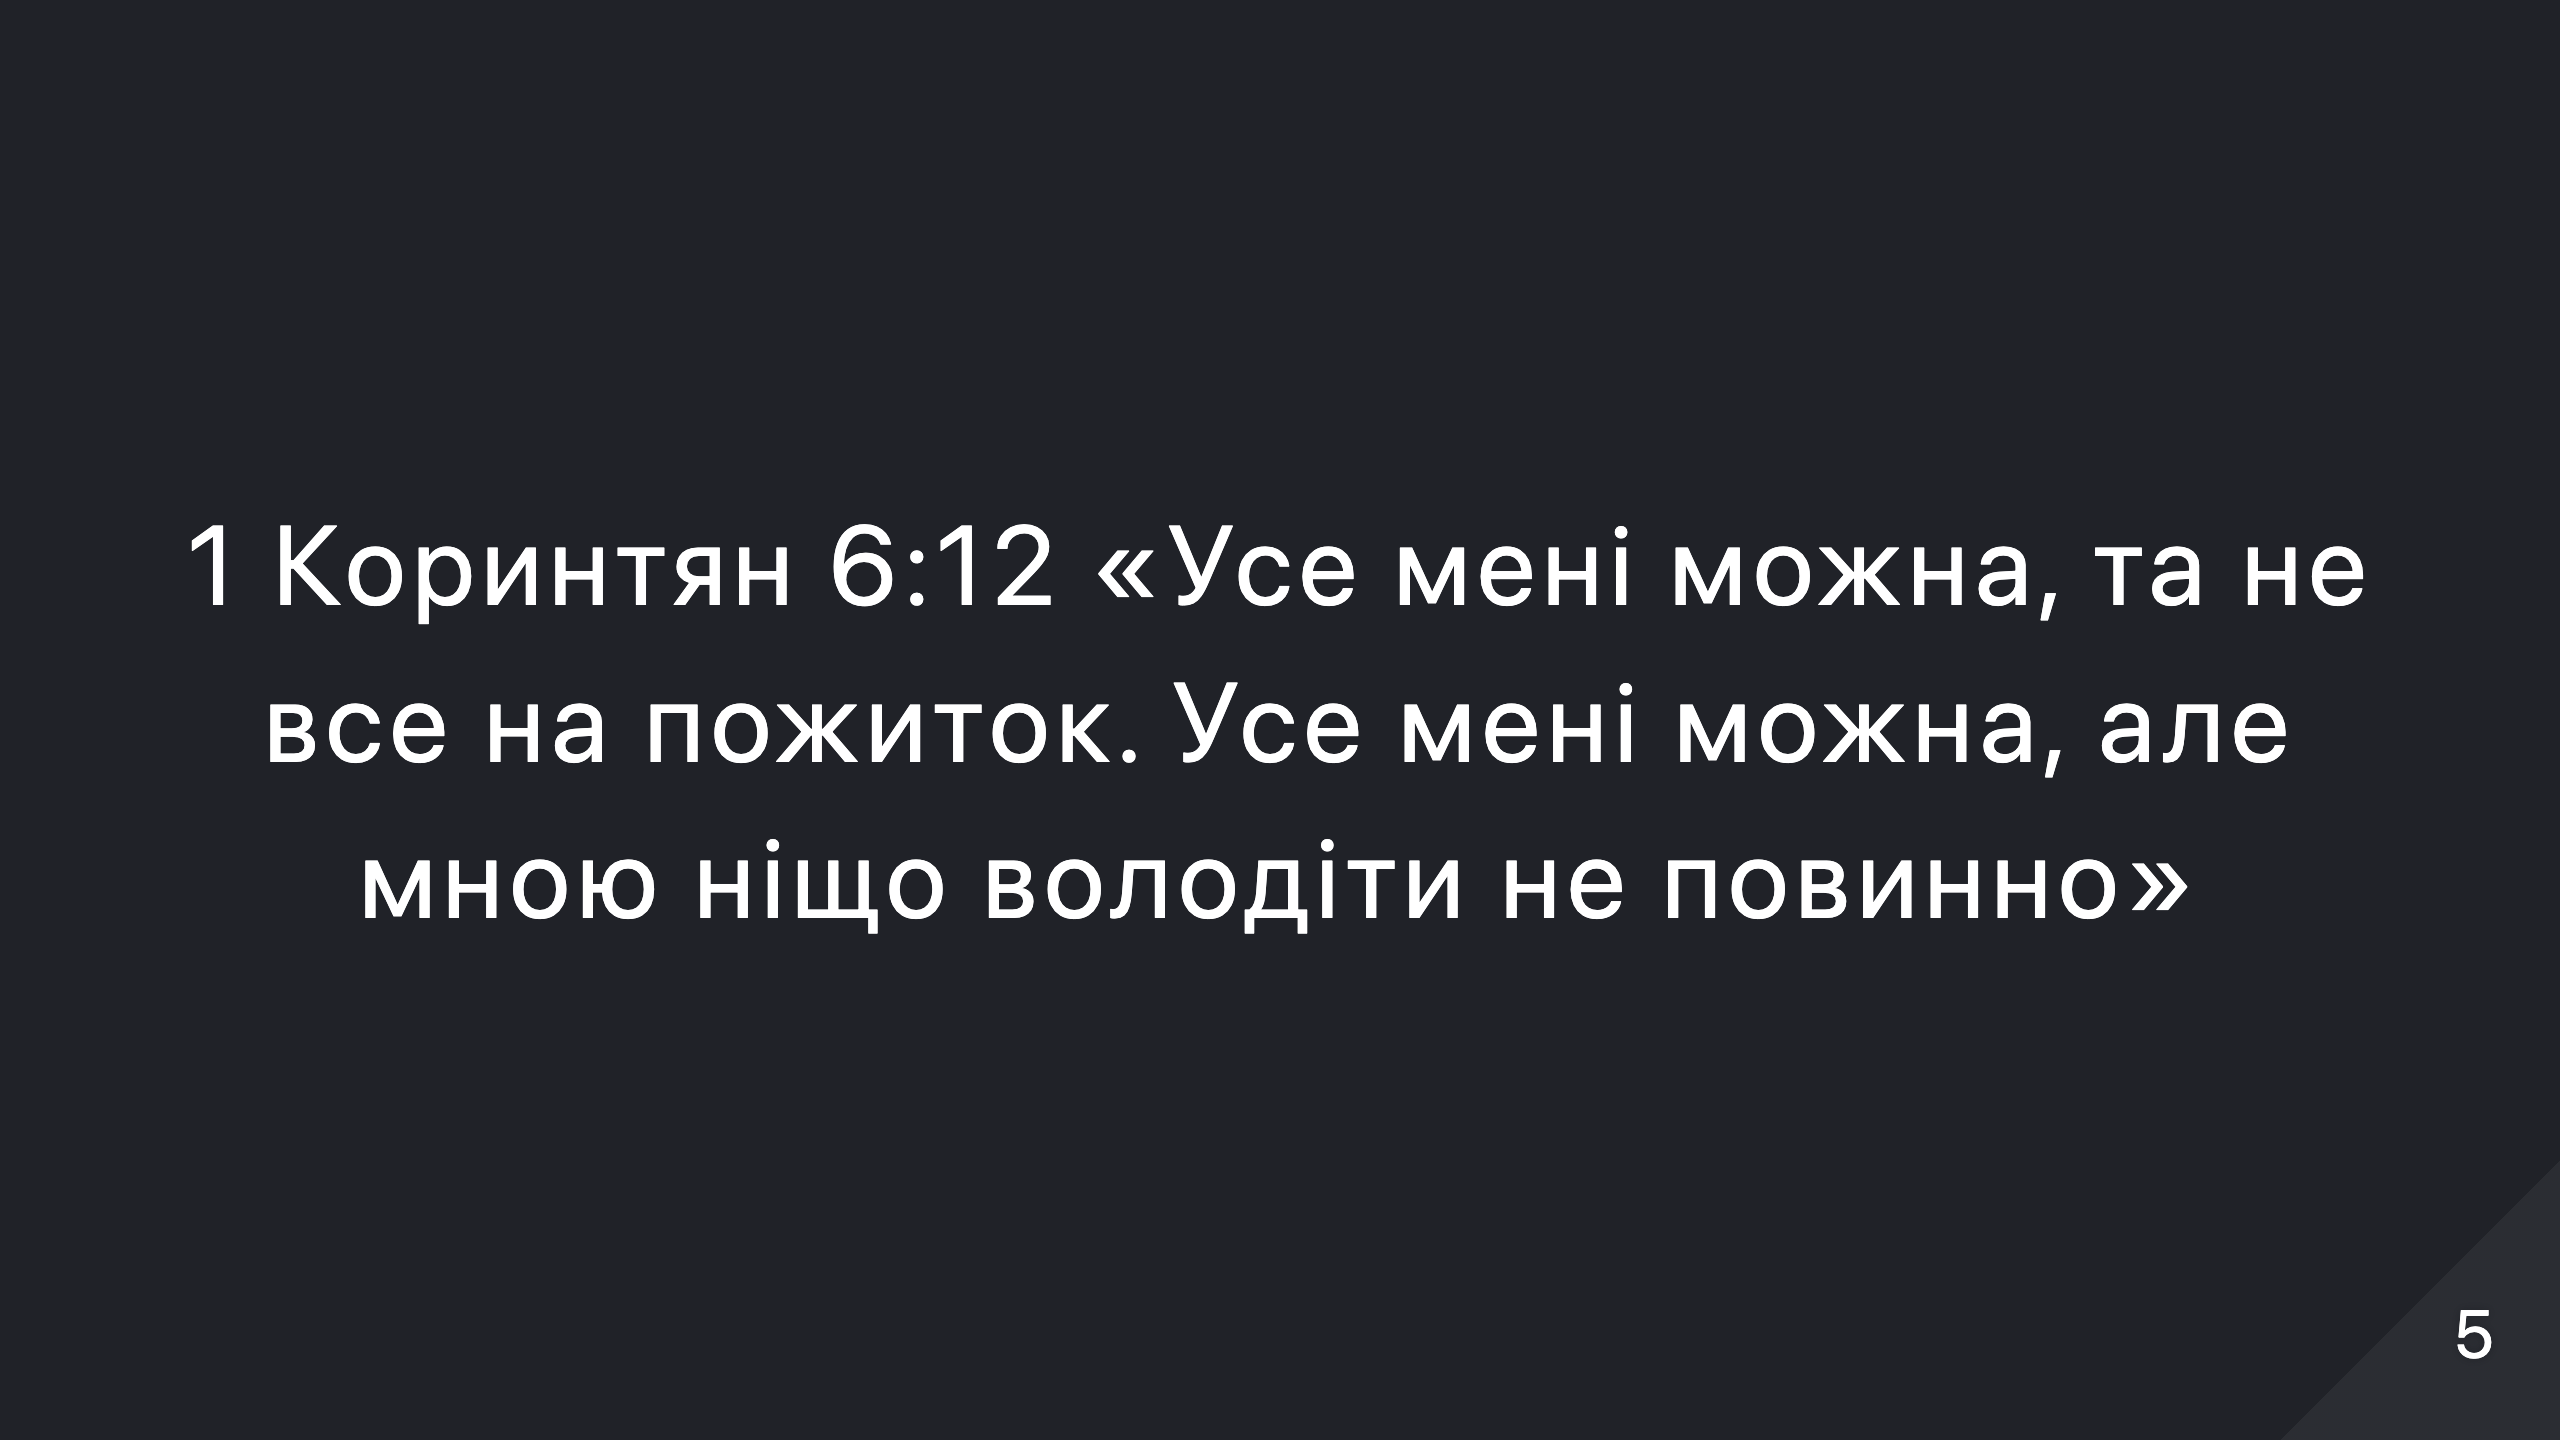 1 Коринтян 6:12 «Усе мені можна, та не
все на пожиток. Усе мені можна, але
мною ніщо володіти не повинно»
5